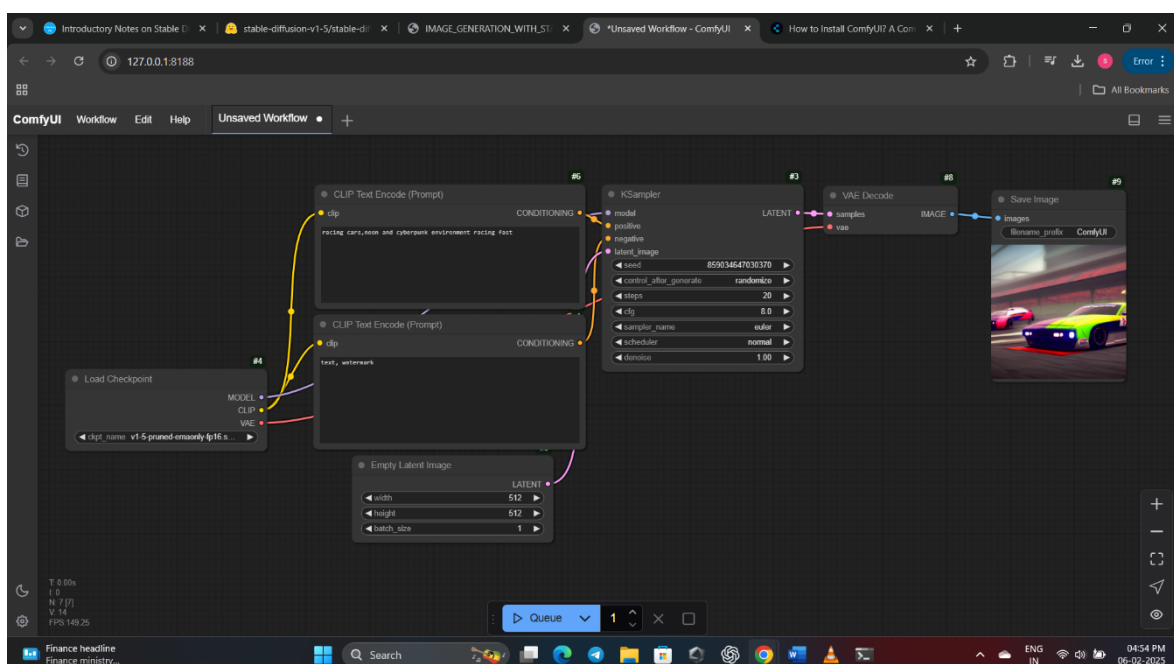 Introductory Notes on Stable D
stable-diffusion-v1-5/stable-dif
IMAGE_GENERATION_WITH_ST
*Unsaved Workflow - ComfyUI
How to Install ComfyUI? A Com
127.0.0.1:8188
Error
All Bookmarks
ComfyUI Workflow Edit Help Unsaved Workflow
#6
CLIP Text Encode (Prompt)
clip CONDITIONING
racing cars,neon and cyberpunk environment racing fast
CLIP Text Encode (Prompt)
clip CONDITIONING
text, watermark
#4
Load Checkpoint
MODEL
CLIP
VAE
ckpt_name v1-5-pruned-emaonly-fp16.s...
Empty Latent Image
LATENT
width 512
height 512
batch_size 1
#3
KSampler
model LATENT
positive
negative
latent_image
seed 859034647030370
control_after_generate randomize
steps 20
cfg 8.0
sampler_name euler
scheduler normal
denoise 1.00
#8
VAE Decode
samples IMAGE
vae
#9
Save Image
images
filename_prefix ComfyUI
T: 0.00s
I: 0
N: 7 [7]
V: 14
FPS:149.25
Queue 1
Finance headline
Finance ministry...
Search
ENG
IN
04:54 PM
06-02-2025